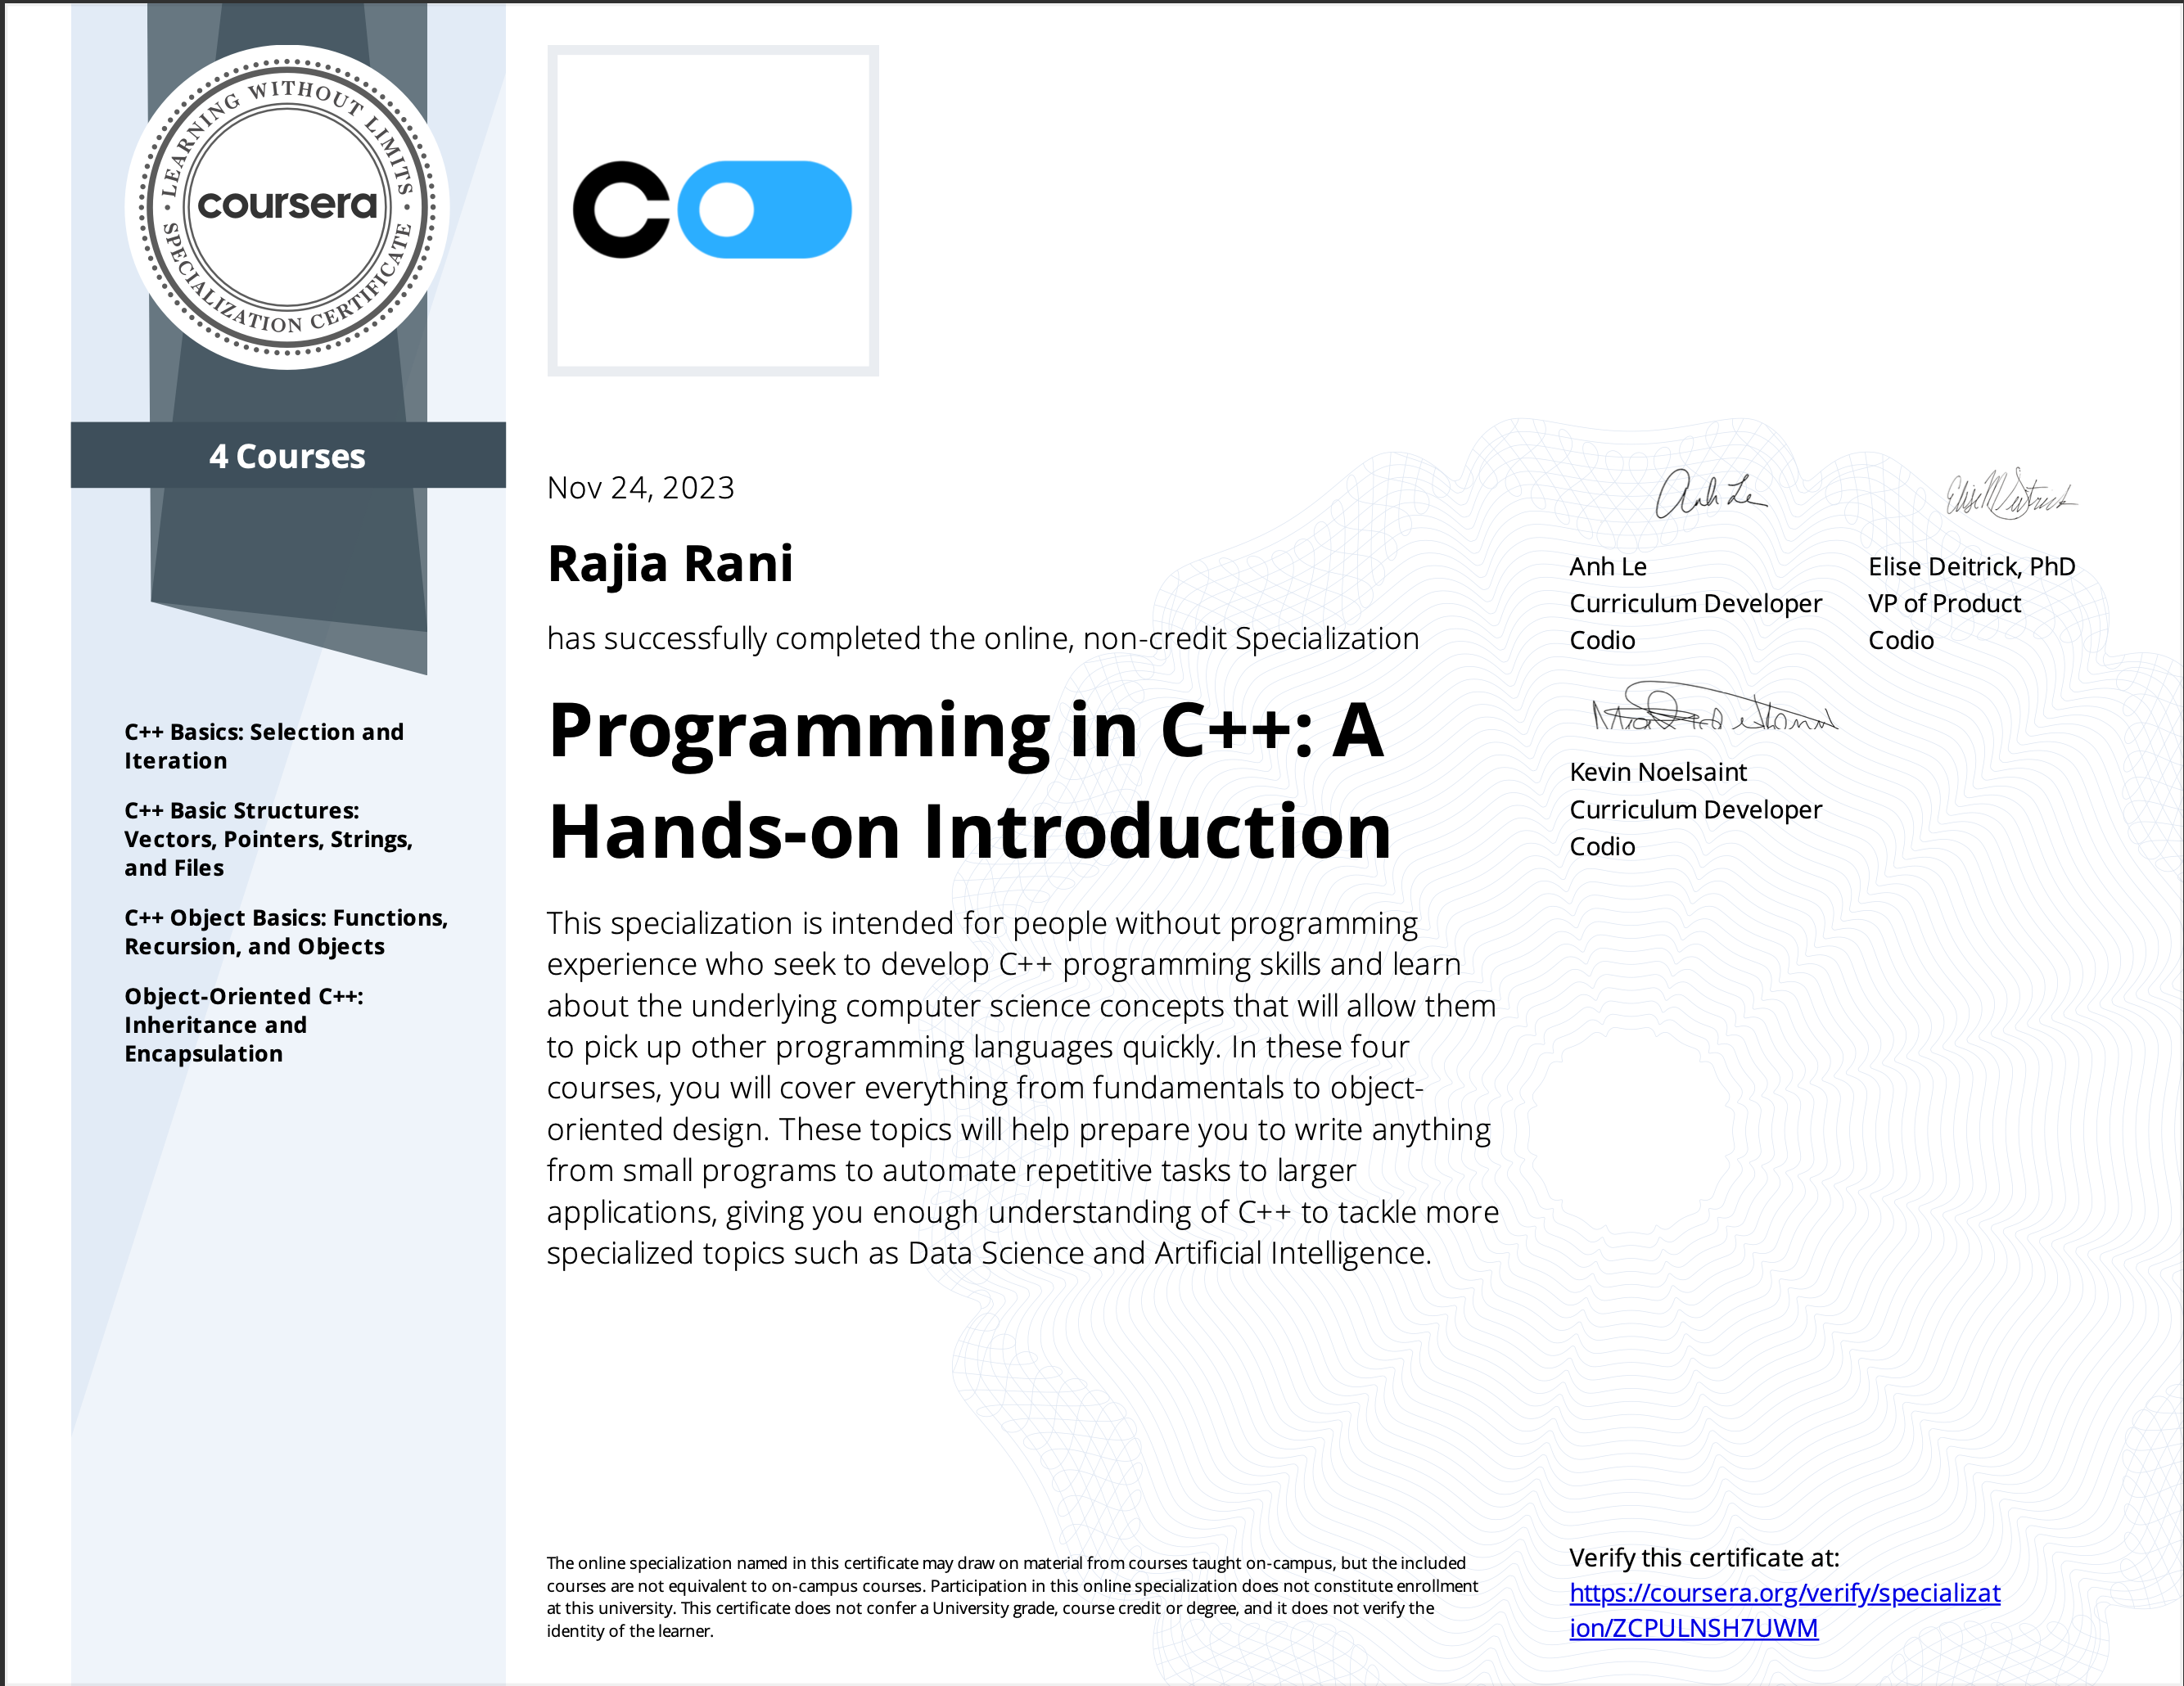 LEARNING WITHOUT LIMITS
coursera
SPECIALIZATION CERTIFICATE
4 Courses
C++ Basics: Selection and
Iteration
C++ Basic Structures:
Vectors, Pointers, Strings,
and Files
C++ Object Basics: Functions,
Recursion, and Objects
Object-Oriented C++:
Inheritance and
Encapsulation
Nov 24, 2023
Rajia Rani
has successfully completed the online, non-credit Specialization
Programming in C++: A
Hands-on Introduction
This specialization is intended for people without programming
experience who seek to develop C++ programming skills and learn
about the underlying computer science concepts that will allow them
to pick up other programming languages quickly. In these four
courses, you will cover everything from fundamentals to object-
oriented design. These topics will help prepare you to write anything
from small programs to automate repetitive tasks to larger
applications, giving you enough understanding of C++ to tackle more
specialized topics such as Data Science and Artificial Intelligence.
Anh Le
Anh Le
Curriculum Developer
Codio
Elise Deitrick, PhD
VP of Product
Codio
Kevin Noelsaint
Curriculum Developer
Codio
The online specialization named in this certificate may draw on material from courses taught on-campus, but the included
courses are not equivalent to on-campus courses. Participation in this online specialization does not constitute enrollment
at this university. This certificate does not confer a University grade, course credit or degree, and it does not verify the
identity of the learner.
Verify this certificate at:
https://coursera.org/verify/specializat
ion/ZCPULNSH7UWM